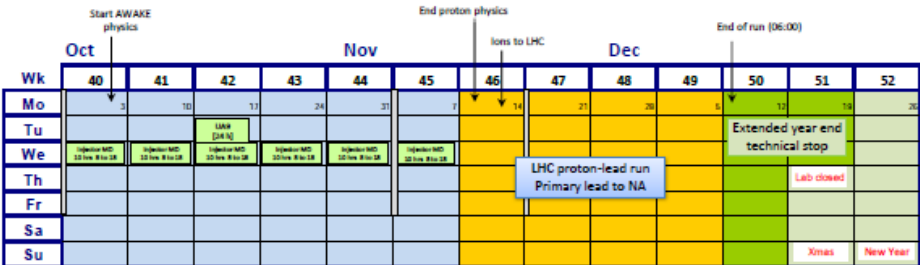 Start AWAKE
physics
End proton physics
Ions to LHC
End of run (06:00)
Oct Nov Dec
Wk 40 41 42 43 44 45 46 47 48 49 50 51 52
Mo 3 10 17 24 31 7 14 21 28 5 12 19 26
Tu
UA9
[24 h]
Extended year end
technical stop
We
Injector MD Injector MD Injector MD Injector MD Injector MD Injector MD
10 hrs 8 to 18 10 hrs 8 to 18 10 hrs 8 to 18 10 hrs 8 to 18 10 hrs 8 to 18 10 hrs 8 to 18
LHC proton-lead run
Primary lead to NA
Th Lab closed
Fr
Sa
Su Xmas New Year